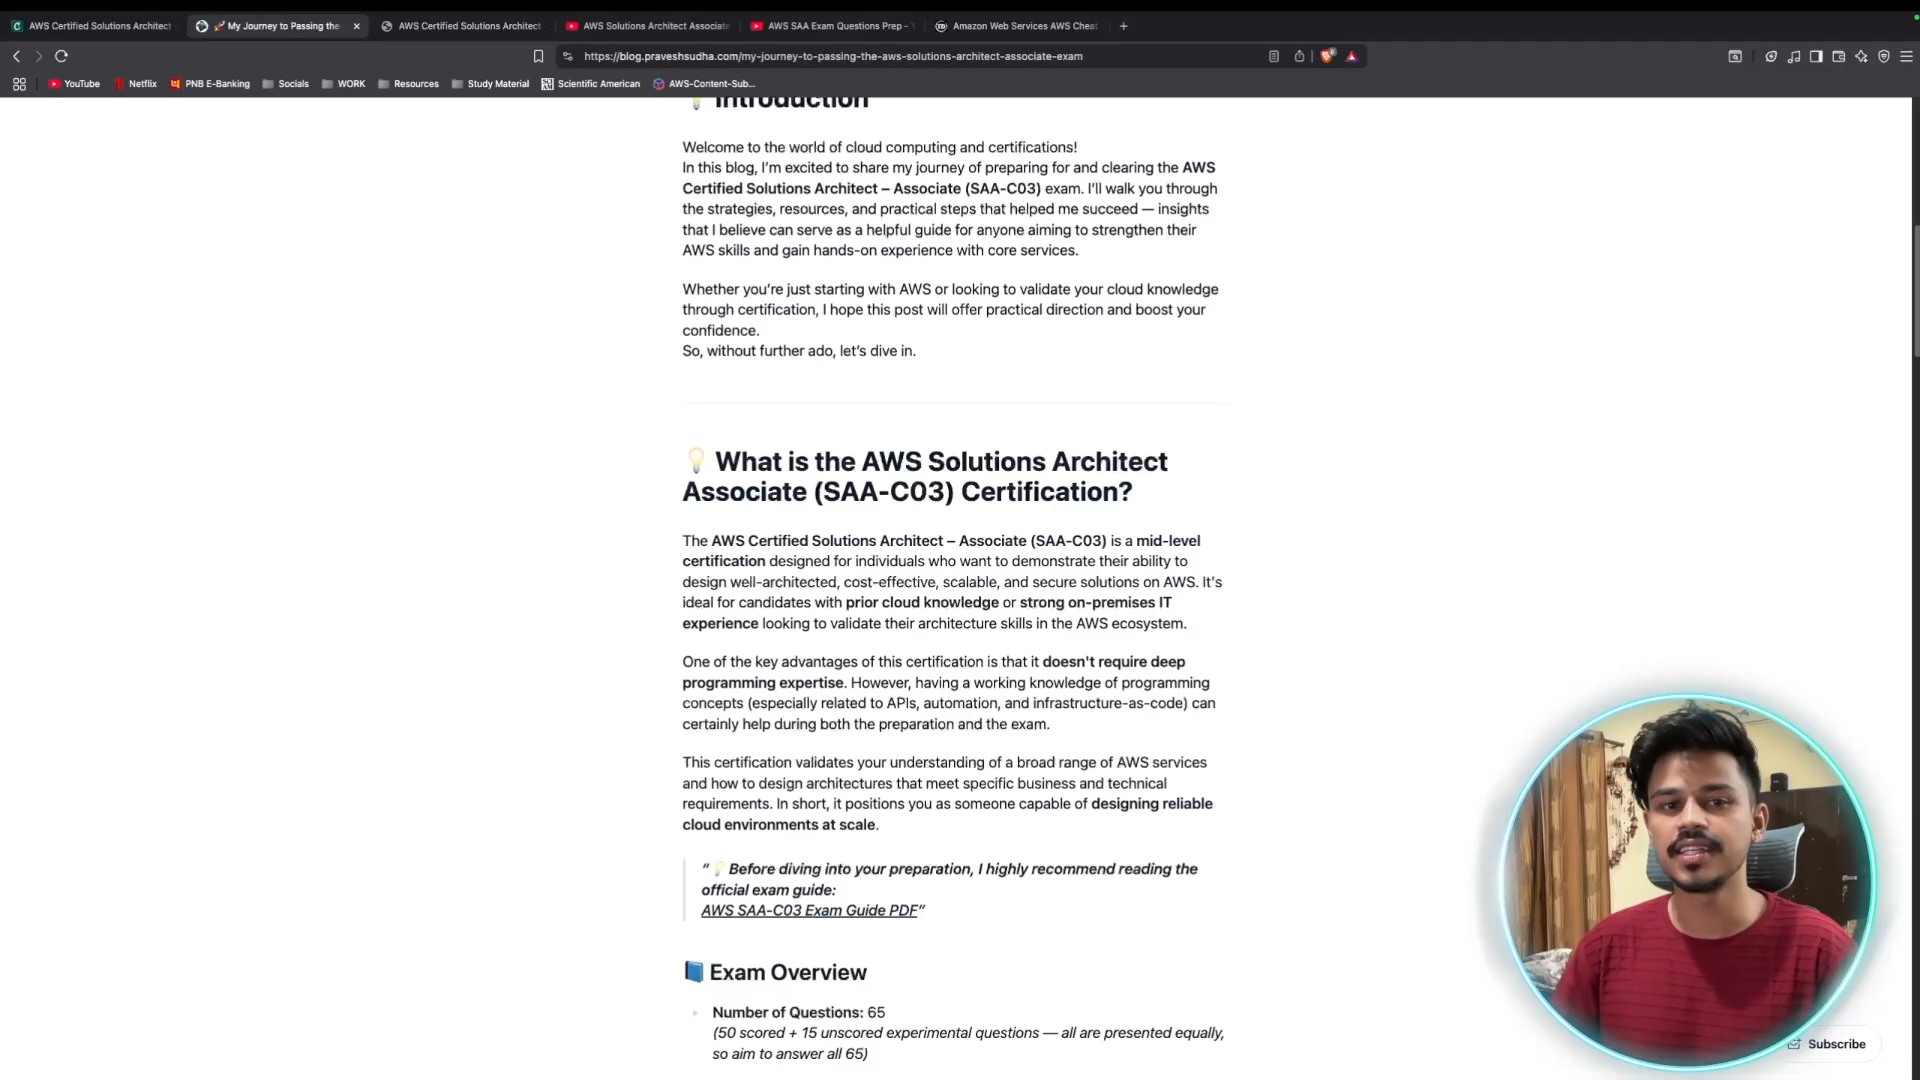 AWS Certified Solutions Architect
My Journey to Passing the
AWS Certified Solutions Architect
AWS Solutions Architect Associate
AWS SAA Exam Questions Prep -
Amazon Web Services AWS Cheat
https://blog.praveshsudha.com/my-journey-to-passing-the-aws-solutions-architect-associate-exam
YouTube
Netflix
PNB E-Banking
Socials
WORK
Resources
Study Material
Scientific American
AWS-Content-Sub...
Introduction
Welcome to the world of cloud computing and certifications!
In this blog, I’m excited to share my journey of preparing for and clearing the AWS
Certified Solutions Architect – Associate (SAA-C03) exam. I’ll walk you through
the strategies, resources, and practical steps that helped me succeed — insights
that I believe can serve as a helpful guide for anyone aiming to strengthen their
AWS skills and gain hands-on experience with core services.
Whether you’re just starting with AWS or looking to validate your cloud knowledge
through certification, I hope this post will offer practical direction and boost your
confidence.
So, without further ado, let’s dive in.
What is the AWS Solutions Architect
Associate (SAA-C03) Certification?
The AWS Certified Solutions Architect – Associate (SAA-C03) is a mid-level
certification designed for individuals who want to demonstrate their ability to
design well-architected, cost-effective, scalable, and secure solutions on AWS. It's
ideal for candidates with prior cloud knowledge or strong on-premises IT
experience looking to validate their architecture skills in the AWS ecosystem.
One of the key advantages of this certification is that it doesn't require deep
programming expertise. However, having a working knowledge of programming
concepts (especially related to APIs, automation, and infrastructure-as-code) can
certainly help during both the preparation and the exam.
This certification validates your understanding of a broad range of AWS services
and how to design architectures that meet specific business and technical
requirements. In short, it positions you as someone capable of designing reliable
cloud environments at scale.
“ Before diving into your preparation, I highly recommend reading the
official exam guide:
AWS SAA-C03 Exam Guide PDF”
Exam Overview
Number of Questions: 65
(50 scored + 15 unscored experimental questions — all are presented equally,
so aim to answer all 65)
Subscribe